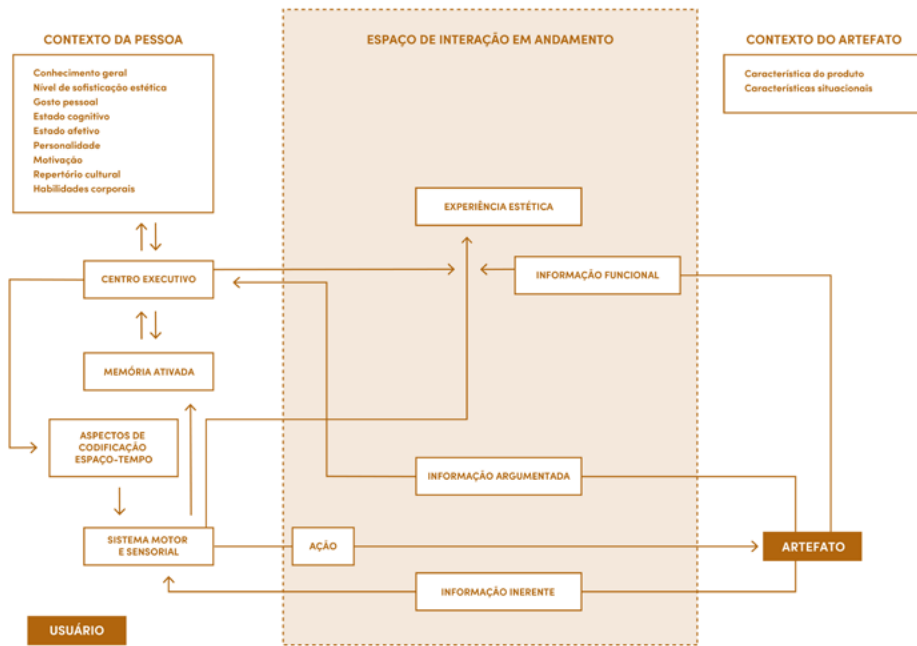 CONTEXTO DA PESSOA
Conhecimento geral
Nível de sofisticação estética
Gosto pessoal
Estado cognitivo
Estado afetivo
Personalidade
Motivação
Repertório cultural
Habilidades corporais
ESPAÇO DE INTERAÇÃO EM ANDAMENTO
CONTEXTO DO ARTEFATO
Característica do produto
Características situacionais
EXPERIÊNCIA ESTÉTICA
CENTRO EXECUTIVO
INFORMAÇÃO FUNCIONAL
MEMÓRIA ATIVADA
ASPECTOS DE
CODIFICAÇÃO
ESPAÇO-TEMPO
INFORMAÇÃO ARGUMENTADA
SISTEMA MOTOR
E SENSORIAL
AÇÃO
ARTEFATO
INFORMAÇÃO INERENTE
USUÁRIO